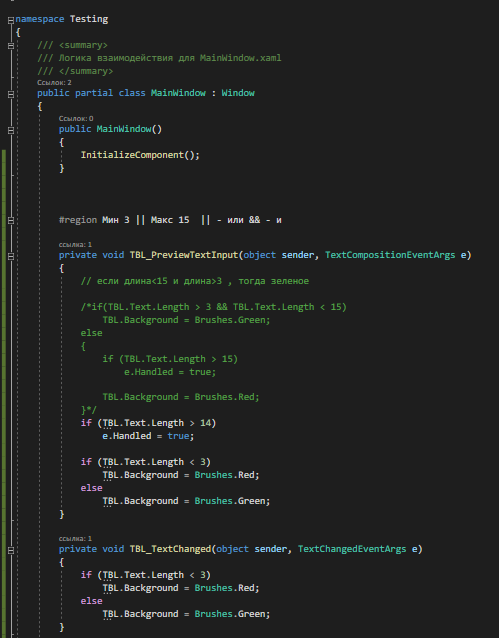 namespace Testing
{
/// <summary>
/// Логика взаимодействия для MainWindow.xaml
/// </summary>
Ссылок: 2
public partial class MainWindow : Window
{
Ссылок: 0
public MainWindow()
{
InitializeComponent();
}
#region Мин 3 || Макс 15  || - или && - и
ссылка: 1
private void TBL_PreviewTextInput(object sender, TextCompositionEventArgs e)
{
// если длина<15 и длина>3 , тогда зеленое
/*if(TBL.Text.Length > 3 && TBL.Text.Length < 15)
TBL.Background = Brushes.Green;
else
{
if (TBL.Text.Length > 15)
e.Handled = true;
TBL.Background = Brushes.Red;
}*/
if (TBL.Text.Length > 14)
e.Handled = true;
if (TBL.Text.Length < 3)
TBL.Background = Brushes.Red;
else
TBL.Background = Brushes.Green;
}
ссылка: 1
private void TBL_TextChanged(object sender, TextChangedEventArgs e)
{
if (TBL.Text.Length < 3)
TBL.Background = Brushes.Red;
else
TBL.Background = Brushes.Green;
}